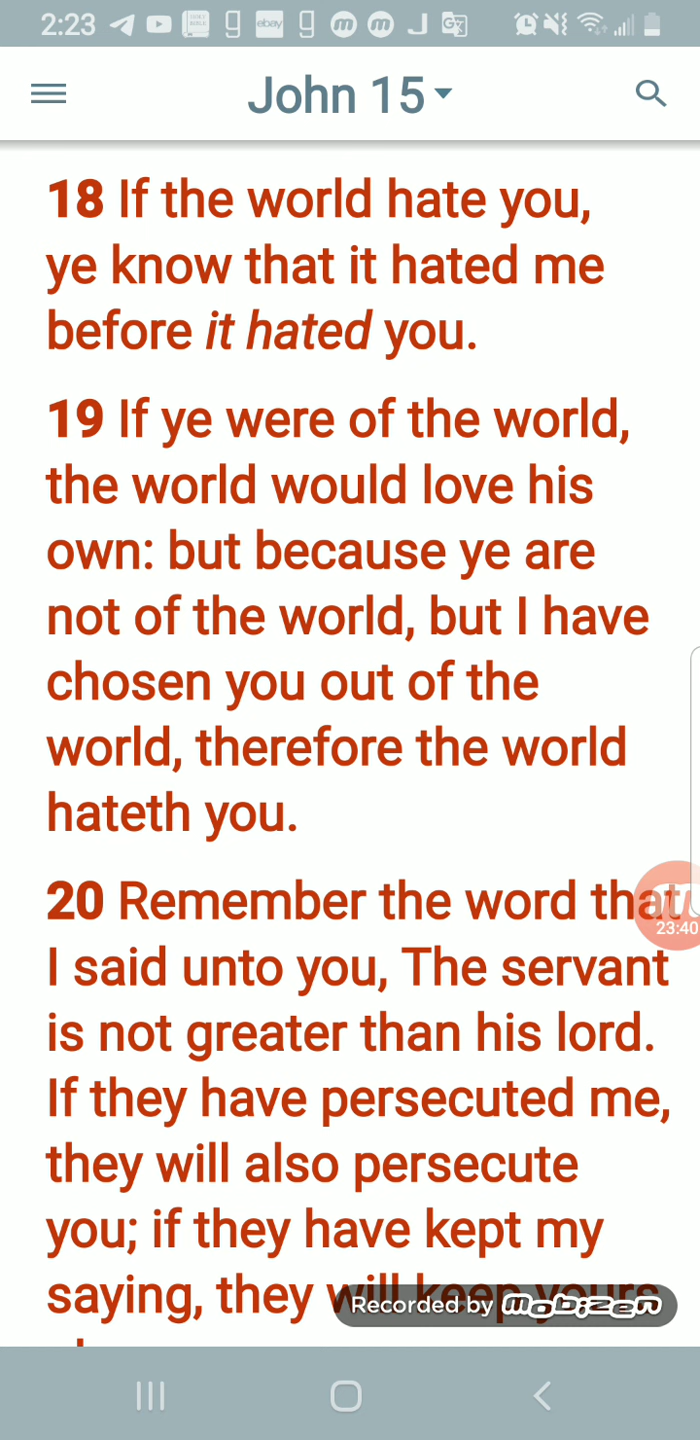 2:23
John 15
18 If the world hate you,
ye know that it hated me
before it hated you.
19 If ye were of the world,
the world would love his
own: but because ye are
not of the world, but I have
chosen you out of the
world, therefore the world
hateth you.
20 Remember the word that
23:40
I said unto you, The servant
is not greater than his lord.
If they have persecuted me,
they will also persecute
you; if they have kept my
saying, they will keep yours
Recorded by mobizen